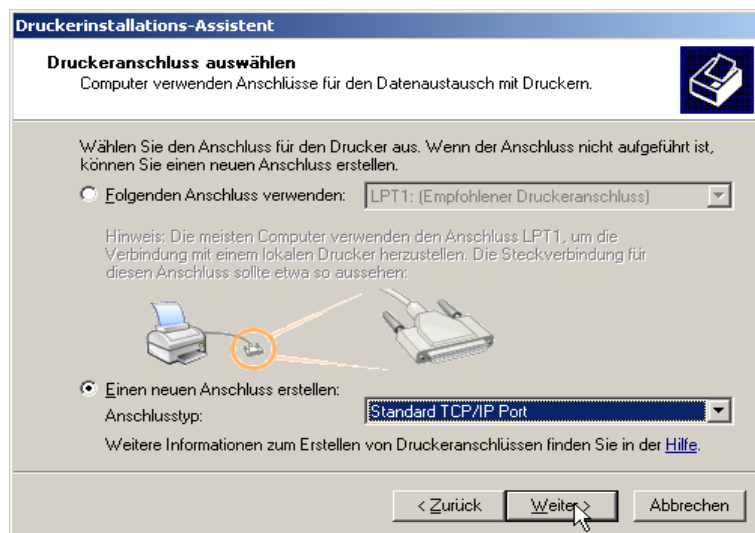 Druckerinstallations-Assistent
Druckeranschluss auswählen
Computer verwenden Anschlüsse für den Datenaustausch mit Druckern.
Wählen Sie den Anschluss für den Drucker aus. Wenn der Anschluss nicht aufgeführt ist,
können Sie einen neuen Anschluss erstellen.
Folgenden Anschluss verwenden: LPT1: (Empfohlener Druckeranschluss)
Hinweis: Die meisten Computer verwenden den Anschluss LPT1, um die
Verbindung mit einem lokalen Drucker herzustellen. Die Steckverbindung für
diesen Anschluss sollte etwa so aussehen:
Einen neuen Anschluss erstellen:
Anschlusstyp: Standard TCP/IP Port
Weitere Informationen zum Erstellen von Druckeranschlüssen finden Sie in der Hilfe.
< Zurück Weiter > Abbrechen